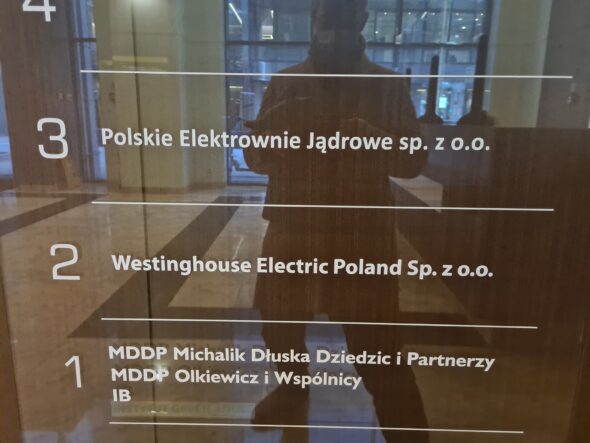 4
3 Polskie Elektrownie Jądrowe sp. z o.o.
2 Westinghouse Electric Poland Sp. z o.o.
1 MDDP Michalik Dłuska Dziedzic i Partnerzy
MDDP Olkiewicz i Wspólnicy
IB